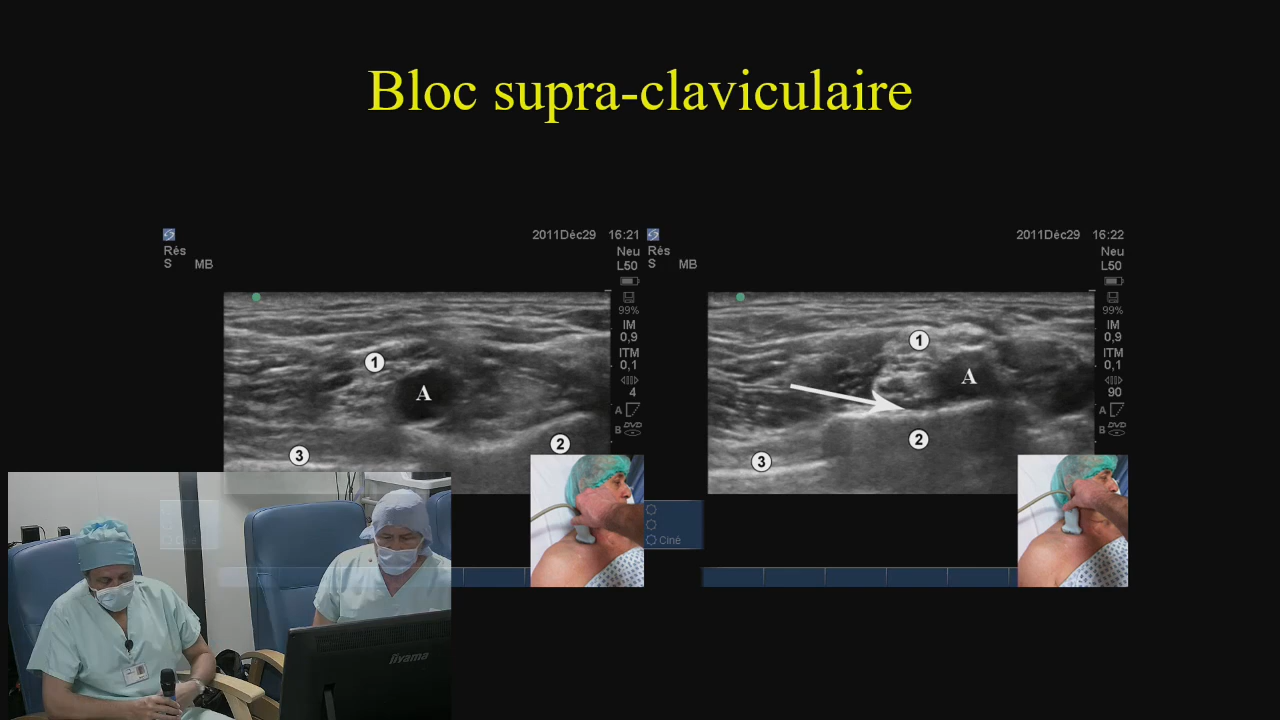 Bloc supra-claviculaire
2011Déc29 16:21
Rés
S MB
Neu
L50
99%
IM
0,9
ITM
0,1
4
A
B DVD
1
A
2
3
2011Déc29 16:22
Rés
S MB
Neu
L50
99%
IM
0,9
ITM
0,1
90
A
B DVD
1
A
2
3
Ciné
iiyama